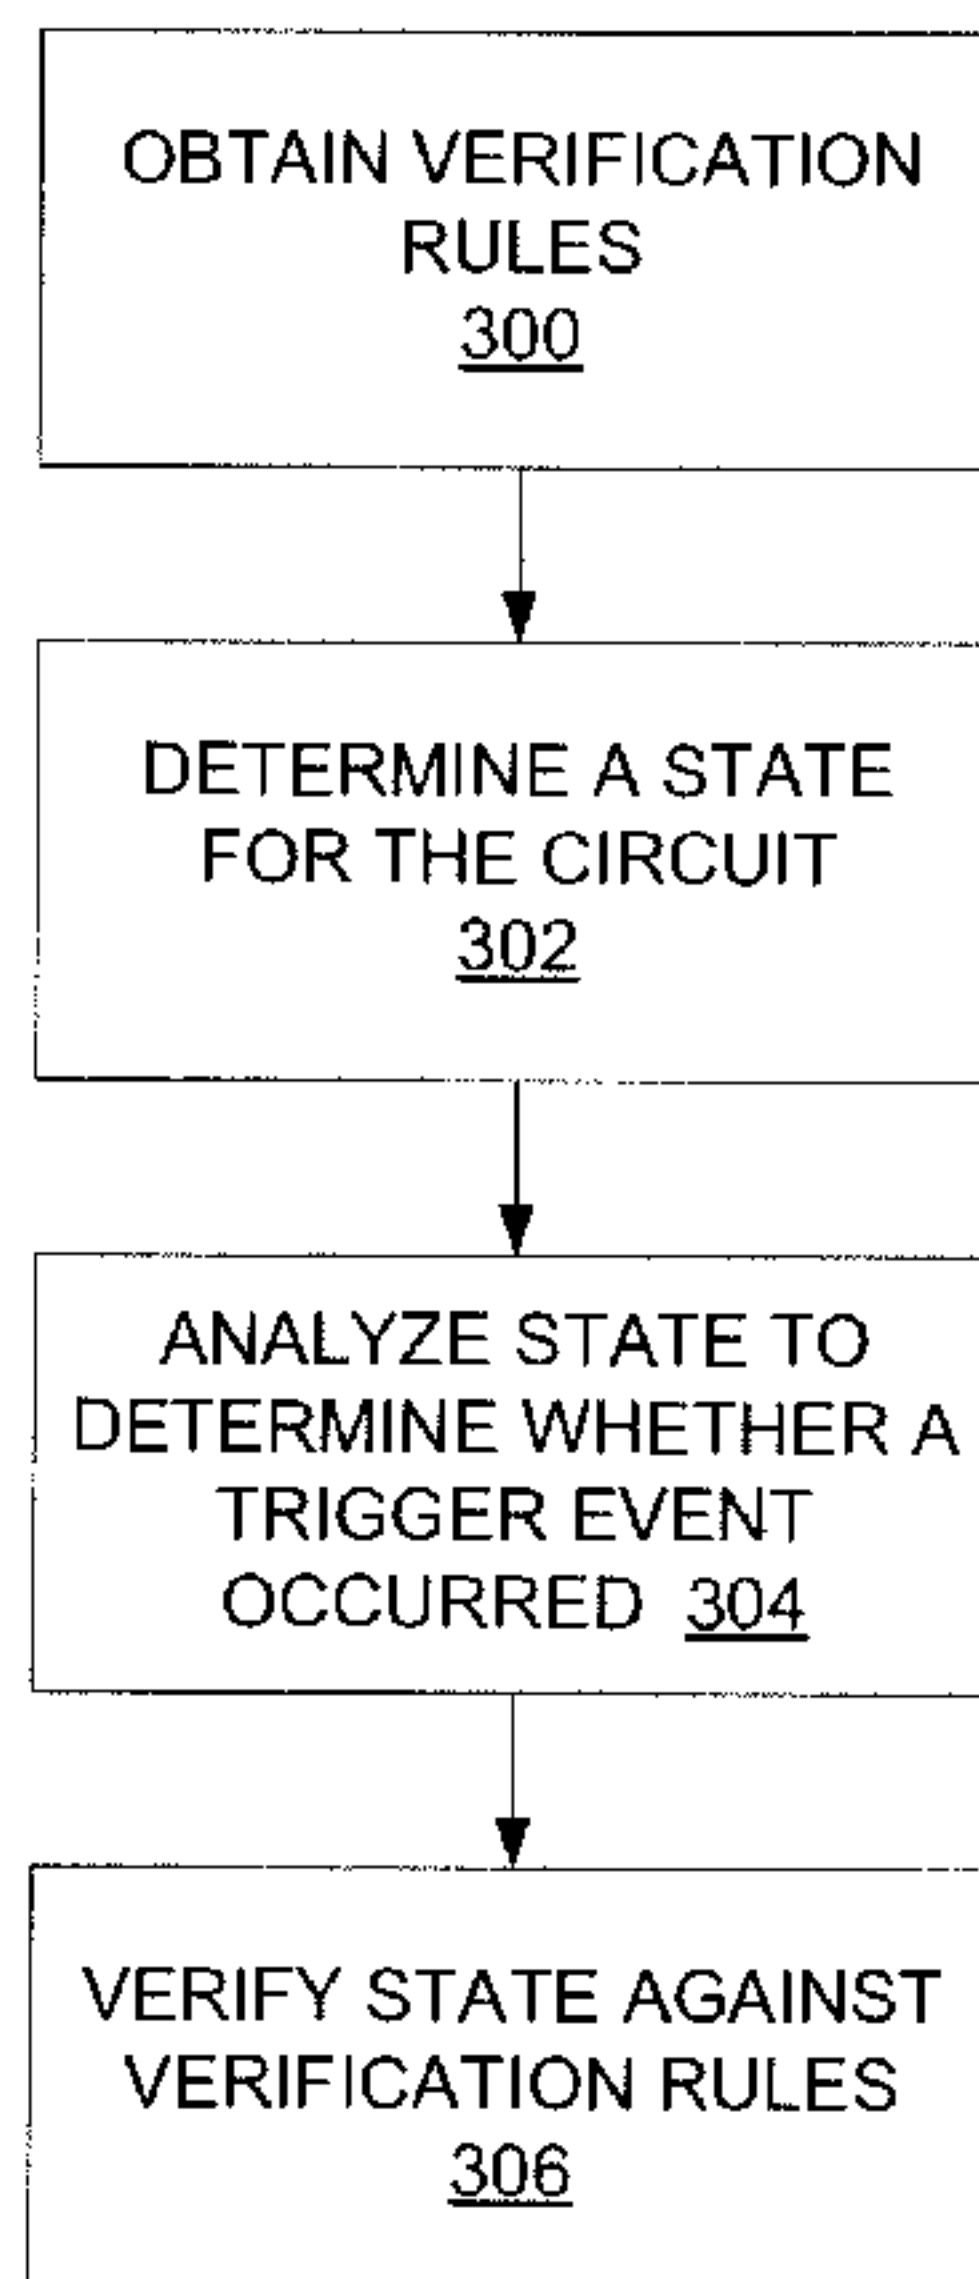 OBTAIN VERIFICATION
RULES
300
DETERMINE A STATE
FOR THE CIRCUIT
302
ANALYZE STATE TO
DETERMINE WHETHER A
TRIGGER EVENT
OCCURRED 304
VERIFY STATE AGAINST
VERIFICATION RULES
306